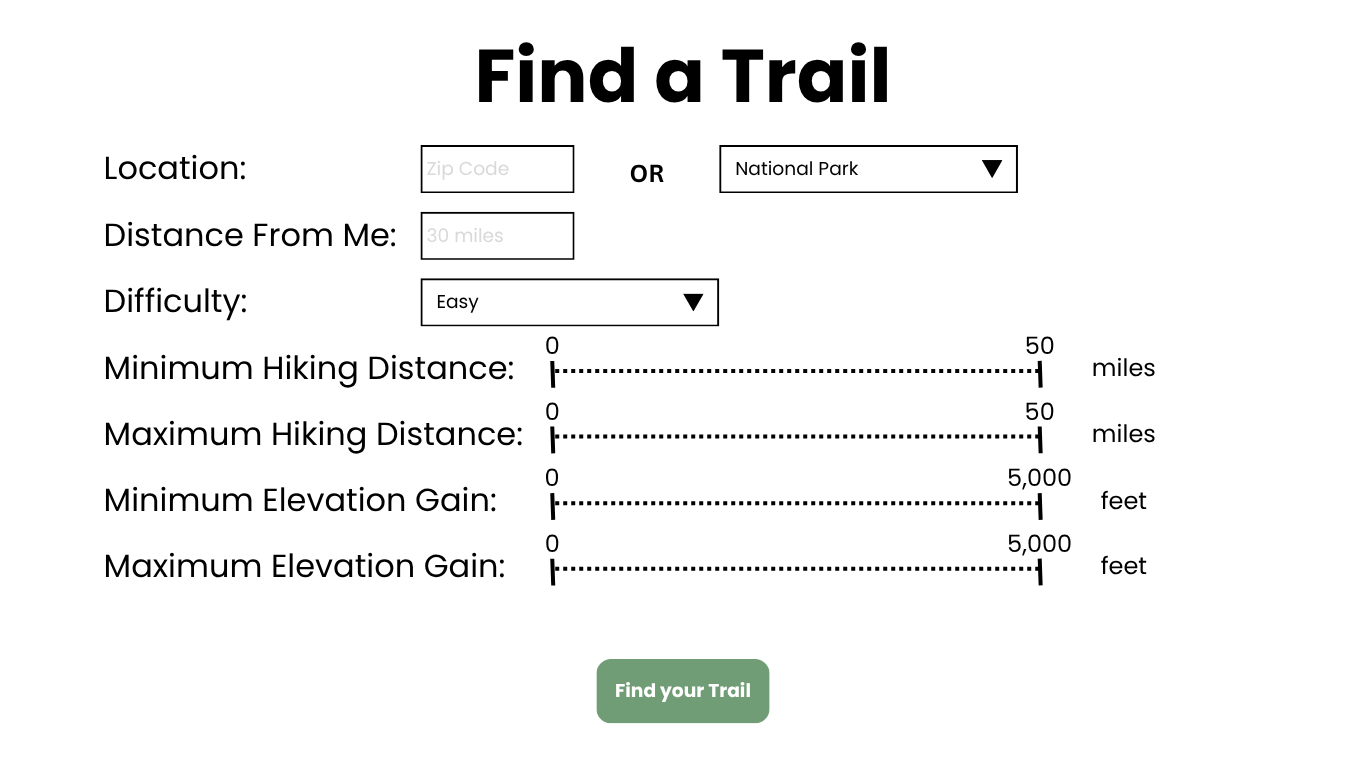 Find a Trail
Location: Zip Code OR National Park
Distance From Me: 30 miles
Difficulty: Easy
0 50
Minimum Hiking Distance: miles
0 50
Maximum Hiking Distance: miles
0 5,000
Minimum Elevation Gain: feet
0 5,000
Maximum Elevation Gain: feet
Find your Trail